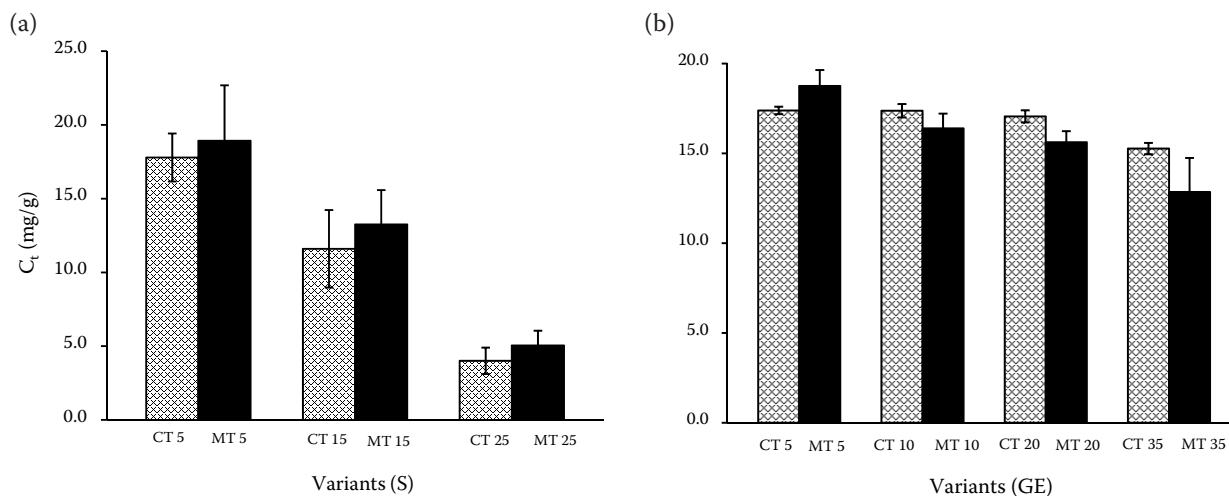 (a)
25.0
20.0
15.0
10.0
5.0
0.0
Ct (mg/g)
CT 5 MT 5 CT 15 MT 15 CT 25 MT 25
Variants (S)
(b)
20.0
15.0
10.0
5.0
0.0
CT 5 MT 5 CT 10 MT 10 CT 20 MT 20 CT 35 MT 35
Variants (GE)